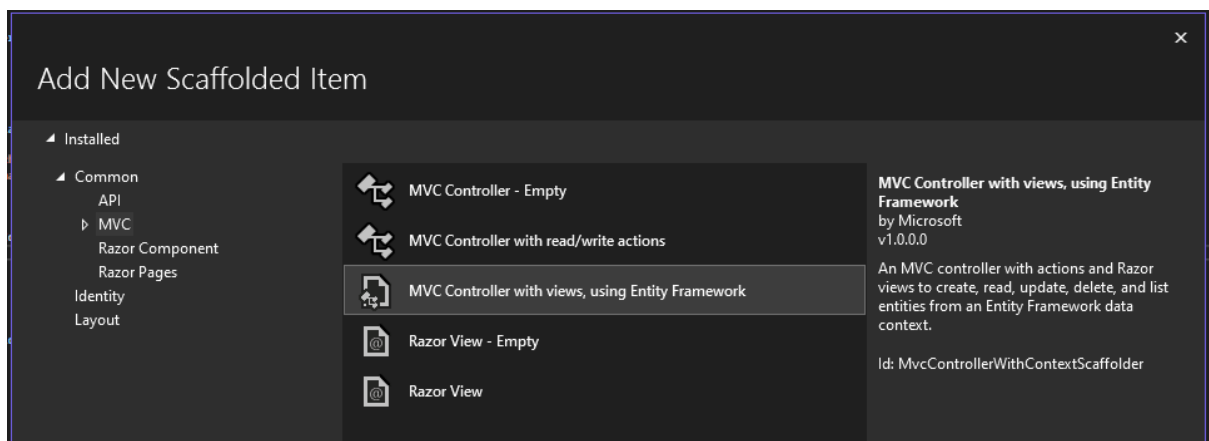 Add New Scaffolded Item
Installed
Common
API
MVC
Razor Component
Razor Pages
Identity
Layout
MVC Controller - Empty
MVC Controller with read/write actions
MVC Controller with views, using Entity Framework
Razor View - Empty
Razor View
MVC Controller with views, using Entity
Framework
by Microsoft
v1.0.0.0
An MVC controller with actions and Razor
views to create, read, update, delete, and list
entities from an Entity Framework data
context.
Id: MvcControllerWithContextScaffolder